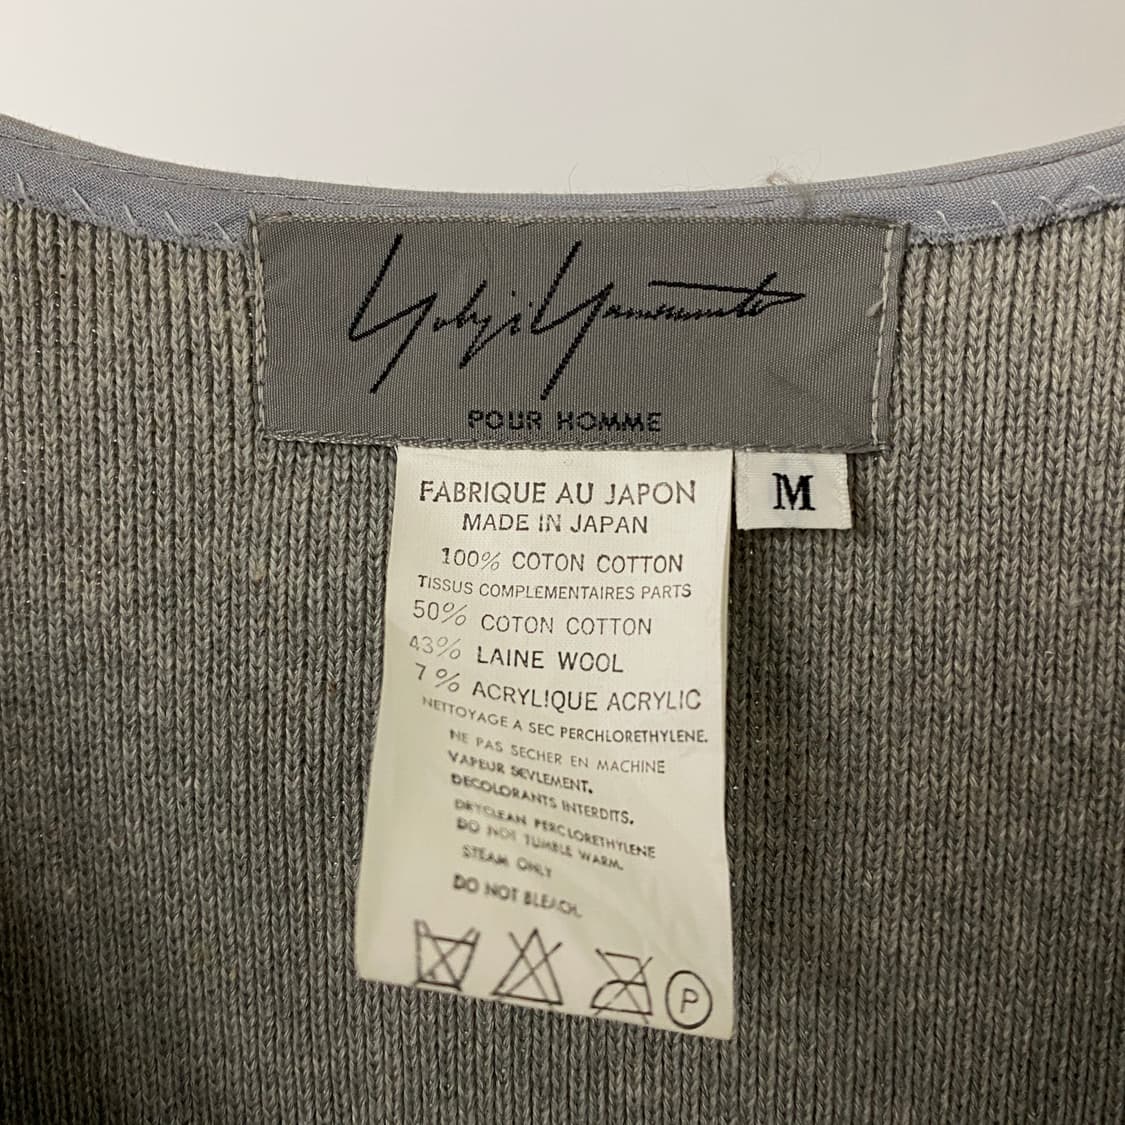 Yohji Yamamoto
POUR HOMME
M
FABRIQUE AU JAPON
MADE IN JAPAN
100% COTON COTTON
TISSUS COMPLEMENTAIRES PARTS
50% COTON COTTON
43% LAINE WOOL
7% ACRYLIQUE ACRYLIC
NETTOYAGE A SEC PERCHLORETHYLENE.
NE PAS SECHER EN MACHINE
VAPEUR SEVLEMENT.
DECOLORANTS INTERDITS.
DRYCLEAN PERCLORETHYLENE
DO NOT TUMBLE WARM.
STEAM ONLY
DO NOT BLEACH.
P